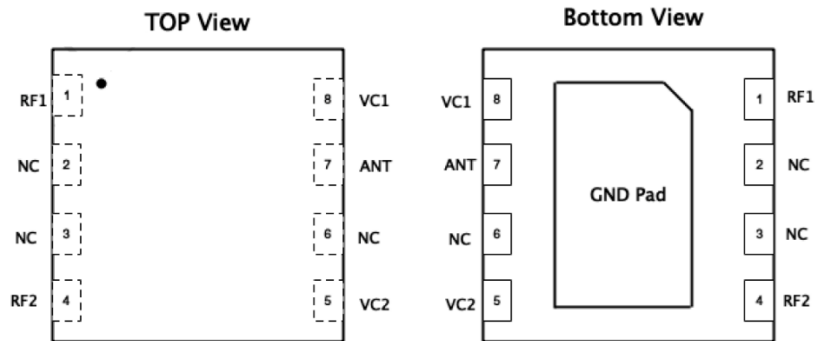 TOP View
RF1 1 8 VC1
NC 2 7 ANT
NC 3 6 NC
RF2 4 5 VC2
Bottom View
VC1 8 1 RF1
ANT 7 2 NC
GND Pad
NC 6 3 NC
VC2 5 4 RF2